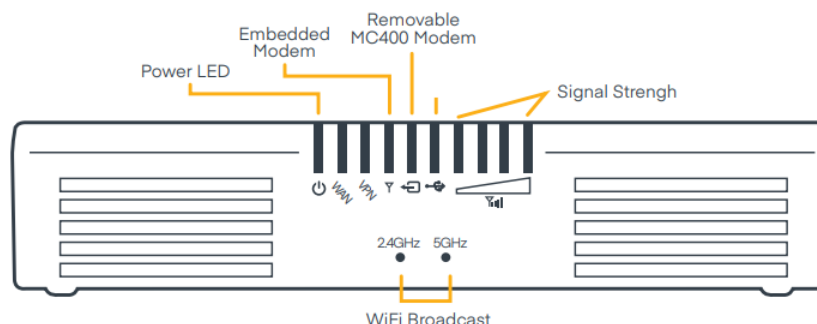 Removable
MC400 Modem
Embedded
Modem
Power LED
Signal Strengh
WAN
VPN
2.4GHz
5GHz
WiFi Broadcast